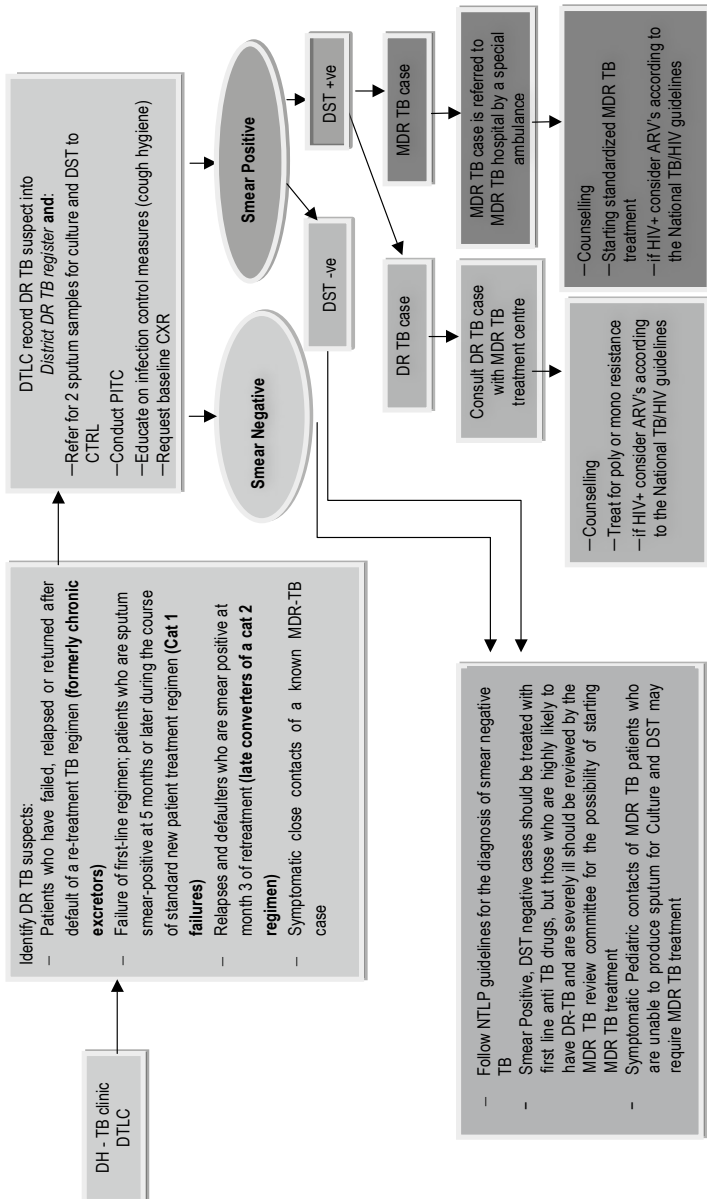 DH - TB clinic
DTLC
Identify DR TB suspects:
– Patients who have failed, relapsed or returned after
default of a re-treatment TB regimen (formerly chronic
excretors)
– Failure of first-line regimen; patients who are sputum
smear-positive at 5 months or later during the course
of standard new patient treatment regimen (Cat 1
failures)
– Relapses and defaulters who are smear positive at
month 3 of retreatment (late converters of a cat 2
regimen)
– Symptomatic close contacts of a known MDR-TB
case
DTLC record DR TB suspect into
District DR TB register and:
—Refer for 2 sputum samples for culture and DST to
CTRL
—Conduct PITC
—Educate on infection control measures (cough hygiene)
—Request baseline CXR
Smear Negative
Smear Positive
DST -ve
DST +ve
DR TB case
MDR TB case
Consult DR TB case
with MDR TB
treatment centre
MDR TB case is referred to
MDR TB hospital by a special
ambulance
– Follow NTLP guidelines for the diagnosis of smear negative
TB
- Smear Positive, DST negative cases should be treated with
first line anti TB drugs, but those who are highly likely to
have DR-TB and are severely ill should be reviewed by the
MDR TB review committee for the possibility of starting
MDR TB treatment
- Symptomatic Pediatric contacts of MDR TB patients who
are unable to produce sputum for Culture and DST may
require MDR TB treatment
—Counselling
—Treat for poly or mono resistance
—if HIV+ consider ARV's according
to the National TB/HIV guidelines
—Counselling
—Starting standardized MDR TB
treatment
—if HIV+ consider ARV's according to
the National TB/HIV guidelines